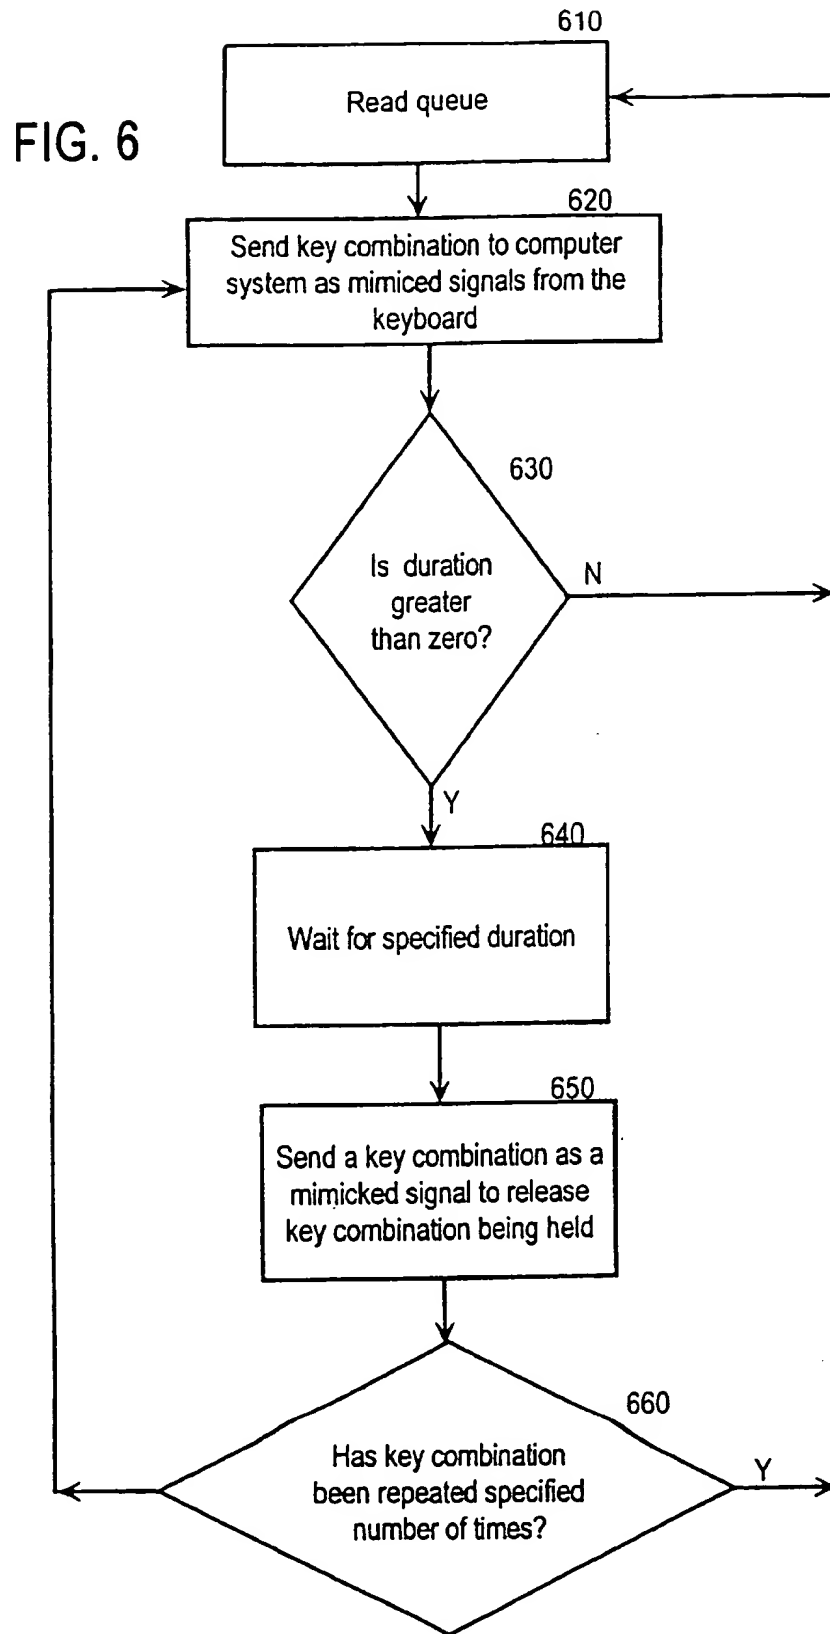 610
Read queue
FIG. 6
620
Send key combination to computer
system as mimiced signals from the
keyboard
630
Is duration
greater
than zero?
N
Y
640
Wait for specified duration
650
Send a key combination as a
mimicked signal to release
key combination being held
660
Has key combination
been repeated specified
number of times?
Y